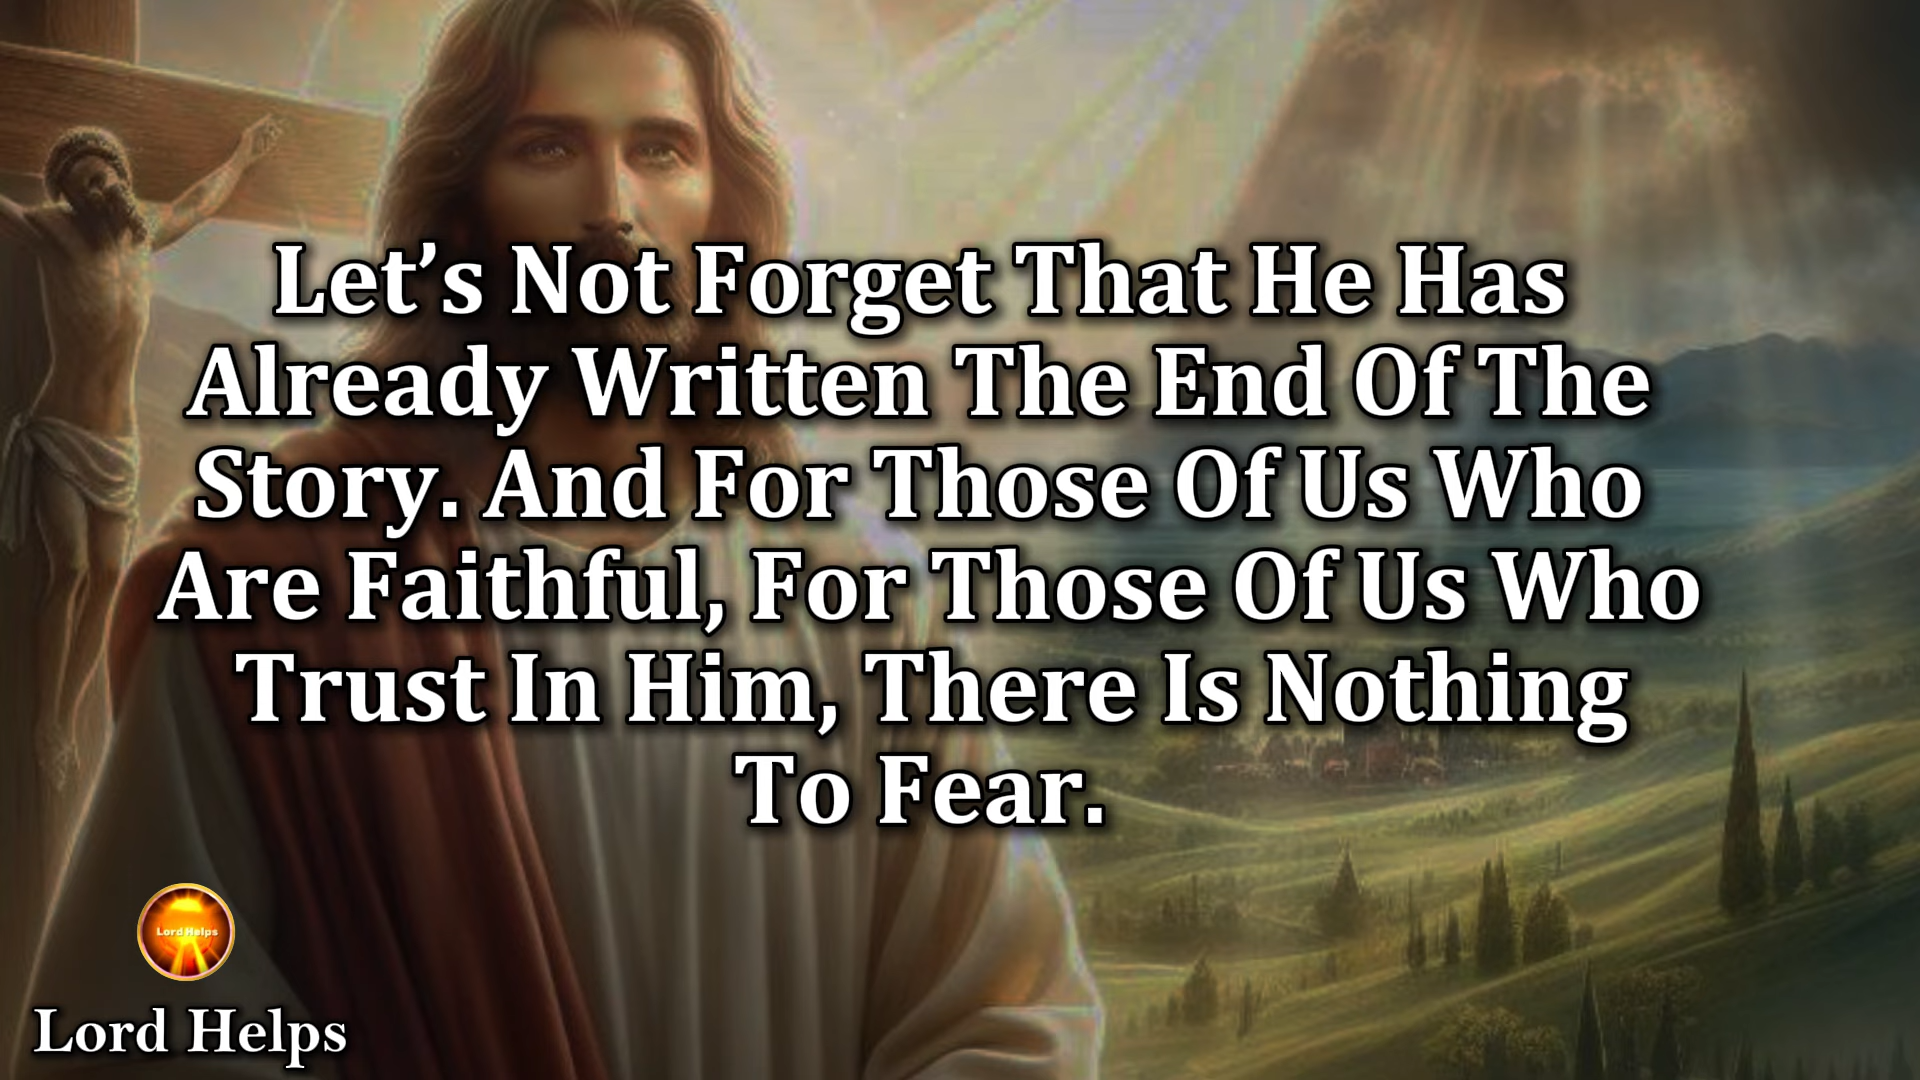 Let’s Not Forget That He Has
Already Written The End Of The
Story. And For Those Of Us Who
Are Faithful, For Those Of Us Who
Trust In Him, There Is Nothing
To Fear.
Lord Helps
Lord Helps